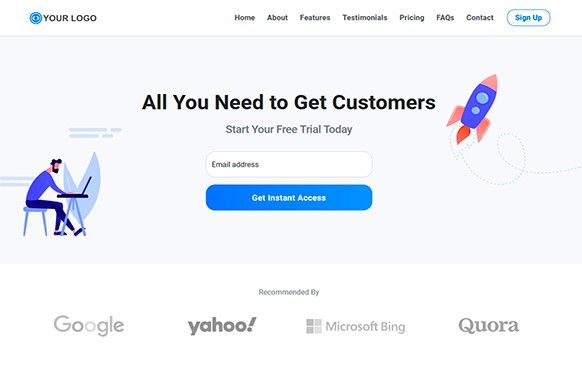 YOUR LOGO
Home About Features Testimonials Pricing FAQs Contact Sign Up
All You Need to Get Customers
Start Your Free Trial Today
Email address
Get Instant Access
Recommended By
Google yahoo! Microsoft Bing Quora